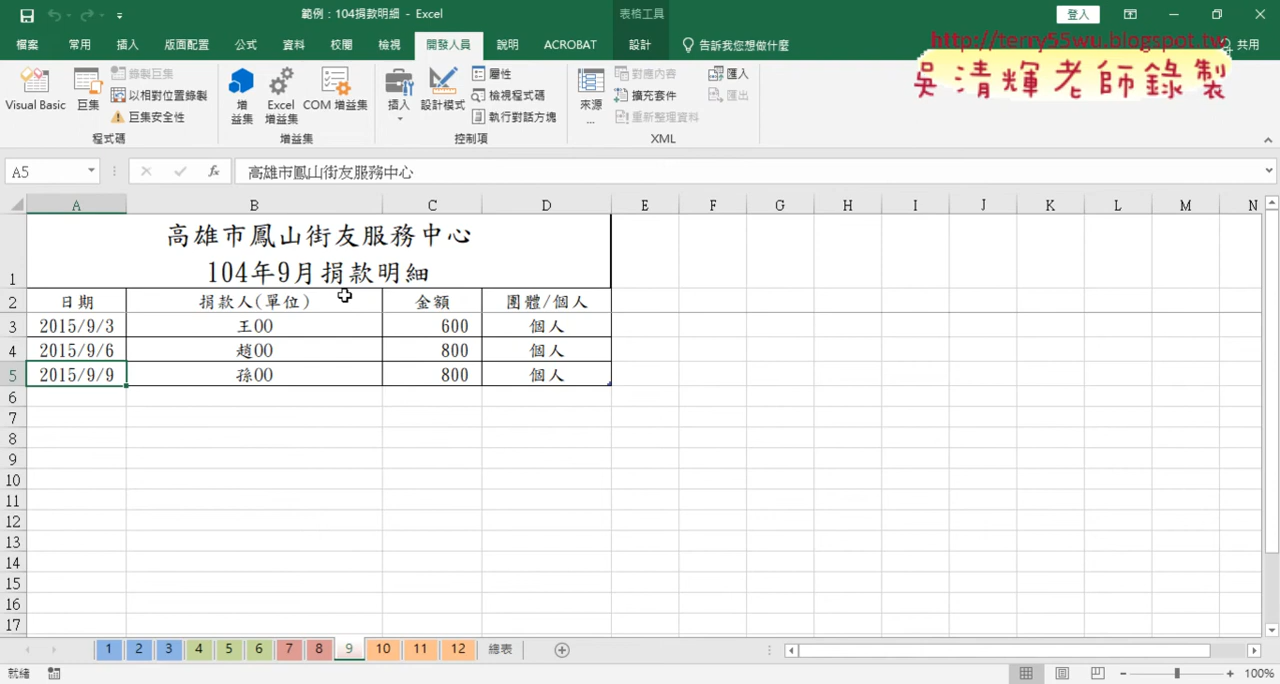 範例：104捐款明細 - Excel
表格工具
登入
檔案 常用 插入 版面配置 公式 資料 校閱 檢視 開發人員 說明 ACROBAT 設計 告訴我您想做什麼 共用
http://terry55wu.blogspot.tw
吳清輝老師錄製
Visual Basic 巨集 錄製巨集 以相對位置錄製 巨集安全性
程式碼
增益集 Excel 增益集 COM 增益集
增益集
插入 設計模式 屬性 檢視程式碼 執行對話方塊
控制項
來源... 對應內容 擴充套件 重新整理資料 匯入 匯出
XML
A5 fx 高雄市鳳山街友服務中心
A B C D E F G H I J K L M N
高雄市鳳山街友服務中心
1 104年9月捐款明細
2 日期 捐款人(單位) 金額 團體/個人
3 2015/9/3 王OO 600 個人
4 2015/9/6 趙OO 800 個人
5 2015/9/9 孫OO 800 個人
6
7
8
9
10
11
12
13
14
15
16
17
1 2 3 4 5 6 7 8 9 10 11 12 總表
就緒 100%